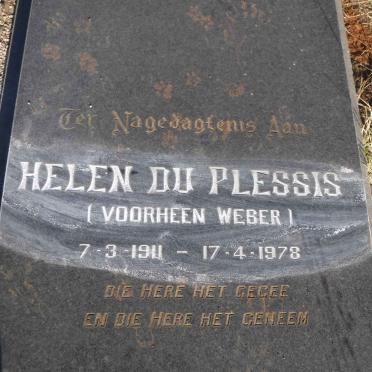 Ter Nagedagtenis Aan
HELEN DU PLESSIS
( VOORHEEN WEBER )
7-3-1911 - 17-4-1978
DIE HERE HET GEGEE
EN DIE HERE HET GENEEM